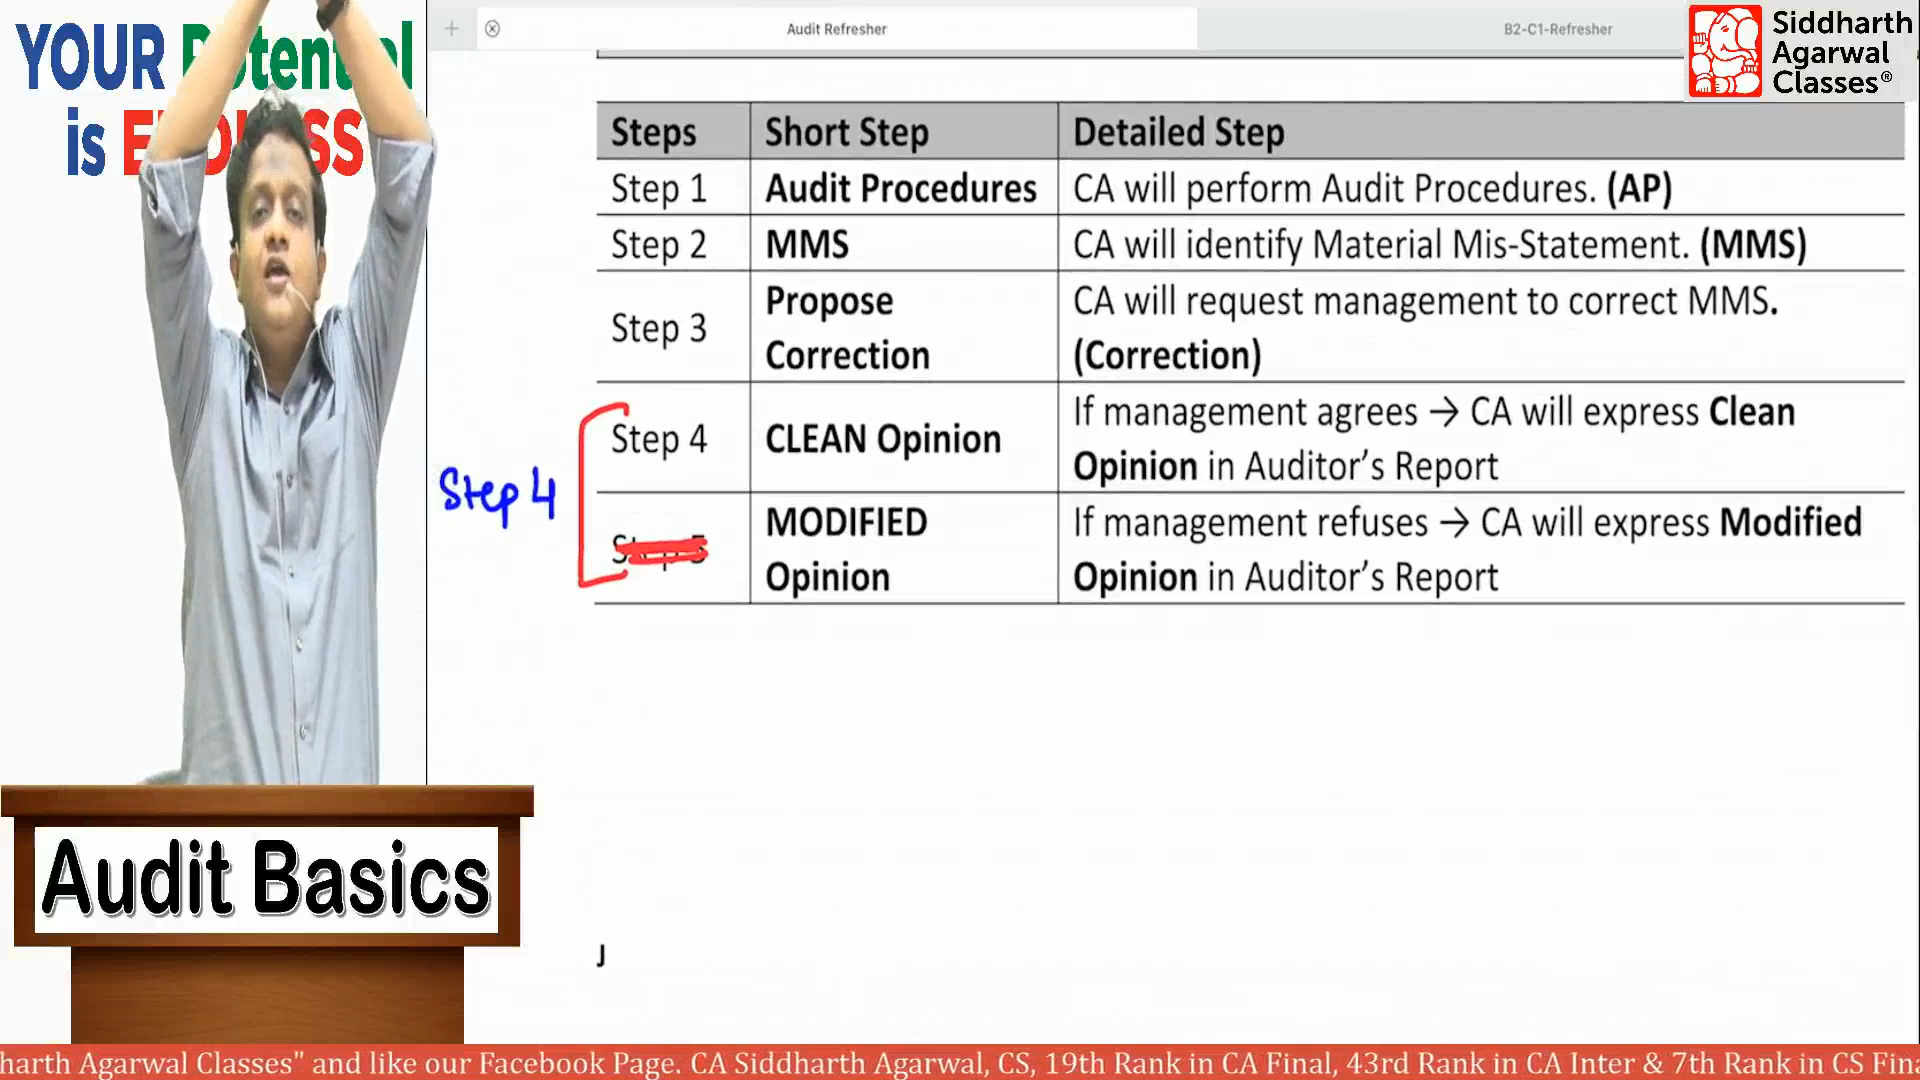 YOUR
is
Audit Refresher
B2-C1-Refresher
Siddharth
Agarwal
Classes®
Steps Short Step Detailed Step
Step 1 Audit Procedures CA will perform Audit Procedures. (AP)
Step 2 MMS CA will identify Material Mis-Statement. (MMS)
Step 3 Propose Correction CA will request management to correct MMS.
(Correction)
Step 4 CLEAN Opinion If management agrees → CA will express Clean
Opinion in Auditor's Report
MODIFIED Opinion If management refuses → CA will express Modified
Opinion in Auditor's Report
Step 4
Audit Basics
J
harth Agarwal Classes" and like our Facebook Page. CA Siddharth Agarwal, CS, 19th Rank in CA Final, 43rd Rank in CA Inter & 7th Rank in CS Fina